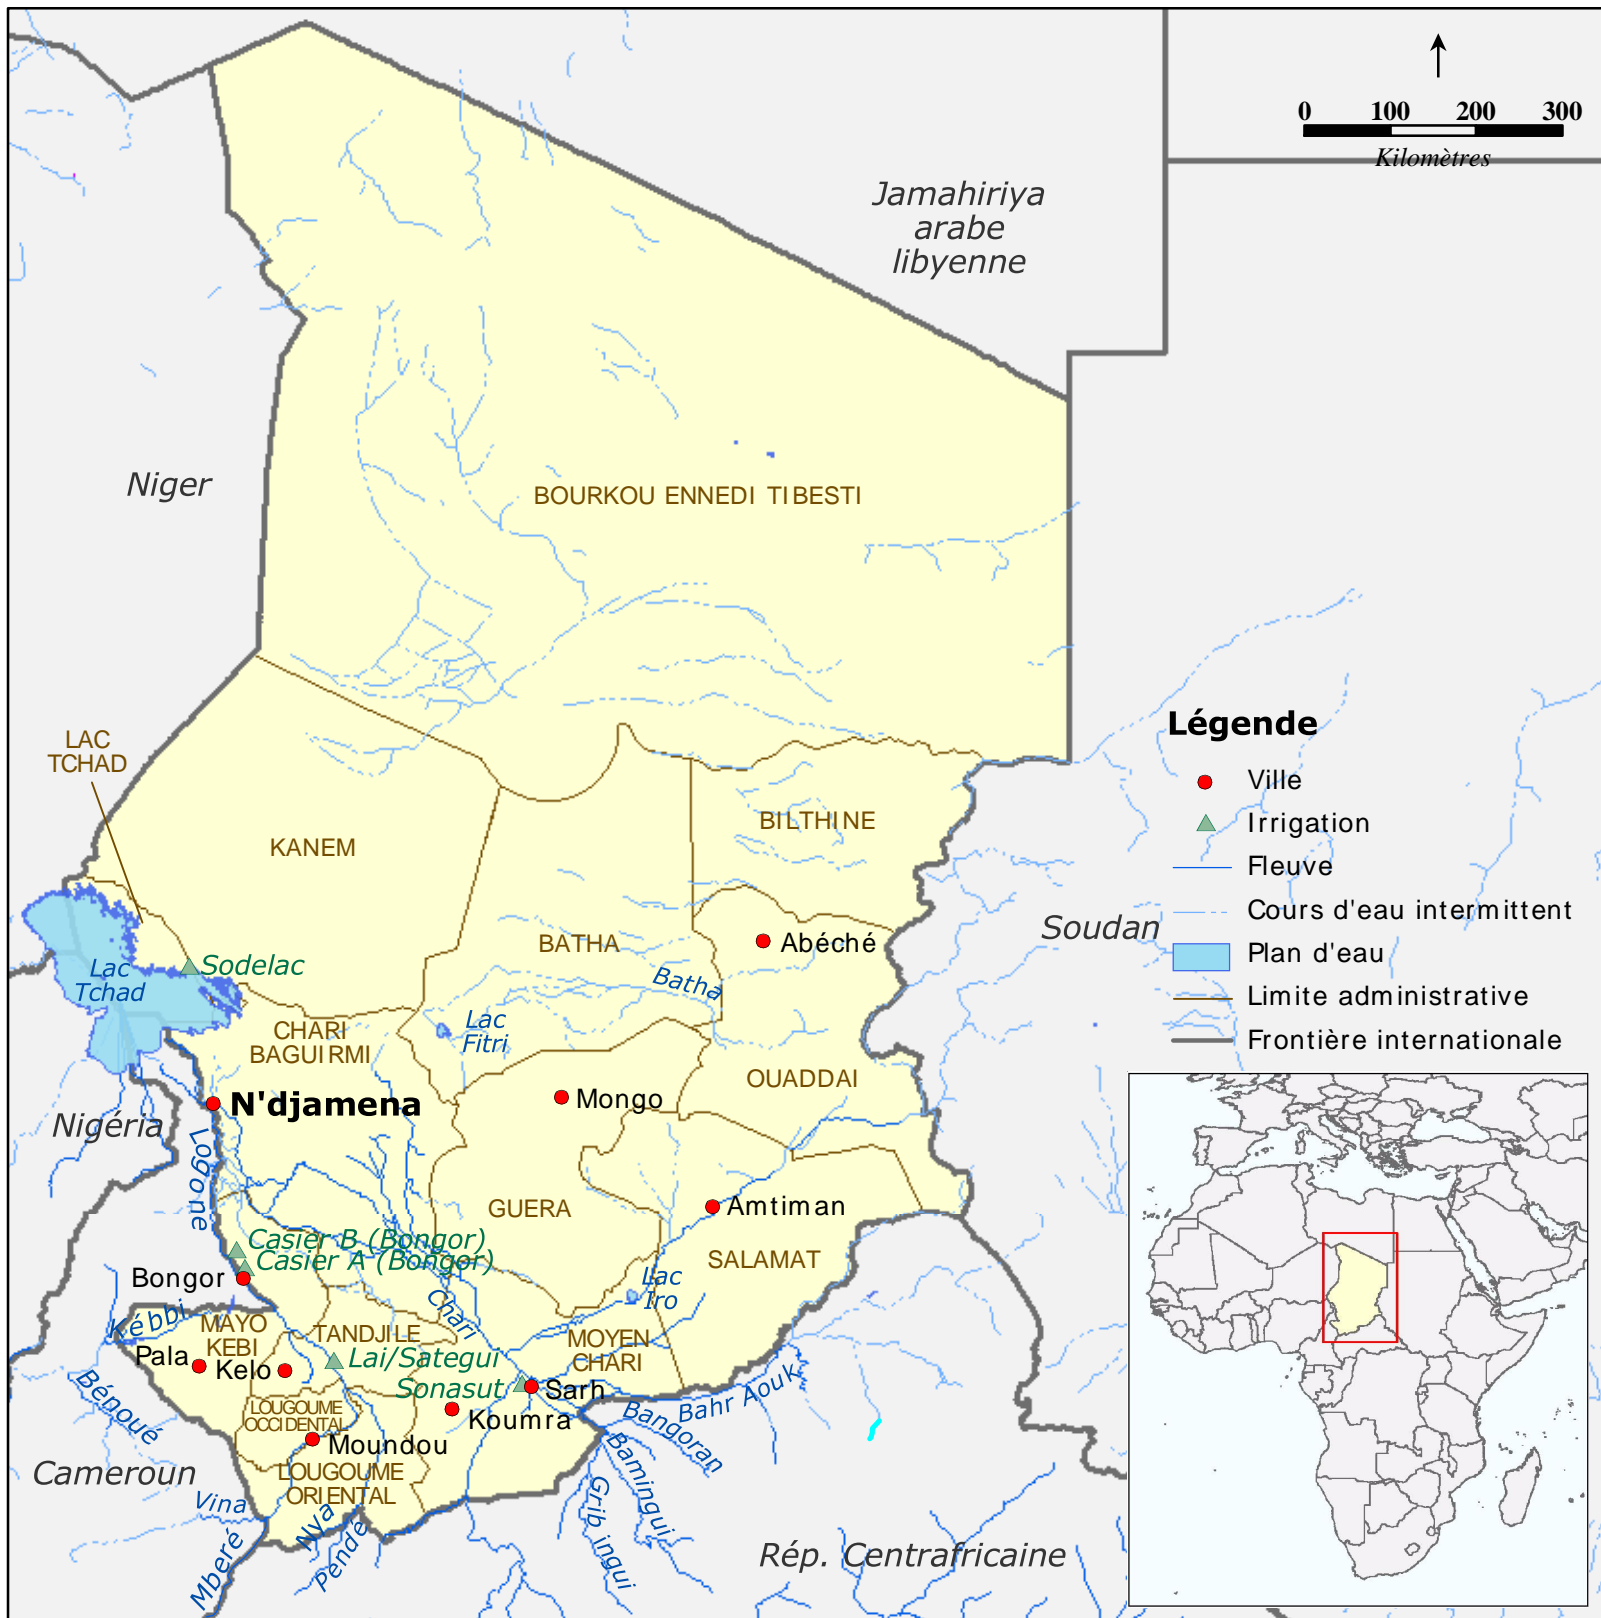 0 100 200 300
Kilomètres
Jamahiriya
arabe
libyenne
Niger
BOURKOU ENNEDI TIBESTI
LAC
TCHAD
KANEM
BILTHINE
BATHA
Abéché
Soudan
Sodelac
Lac
Tchad
Batha
Lac
Fitri
CHARI
BAGUIRMI
OUADDAI
Mongo
N'djamena
Nigéria
Logone
GUERA
Amtiman
SALAMAT
Casier B (Bongor)
Casier A (Bongor)
Bongor
Lac
Iro
Chari
Kébbi
MAYO
KEBI
TANDJILE
MOYEN
CHARI
Pala
Kelo
Lai/Sategui
Sonasut
Sarh
Koumra
Bénoué
LOUGOUME
OCCIDENTAL
Moundou
LOUGOUME
ORIENTAL
Bahr Aouk
Bangoran
Bamingui
Grib ingui
Cameroun
Vina
Mberé
Nya
Pendé
Rép. Centrafricaine
Légende
Ville
Irrigation
Fleuve
Cours d'eau intermittent
Plan d'eau
Limite administrative
Frontière internationale